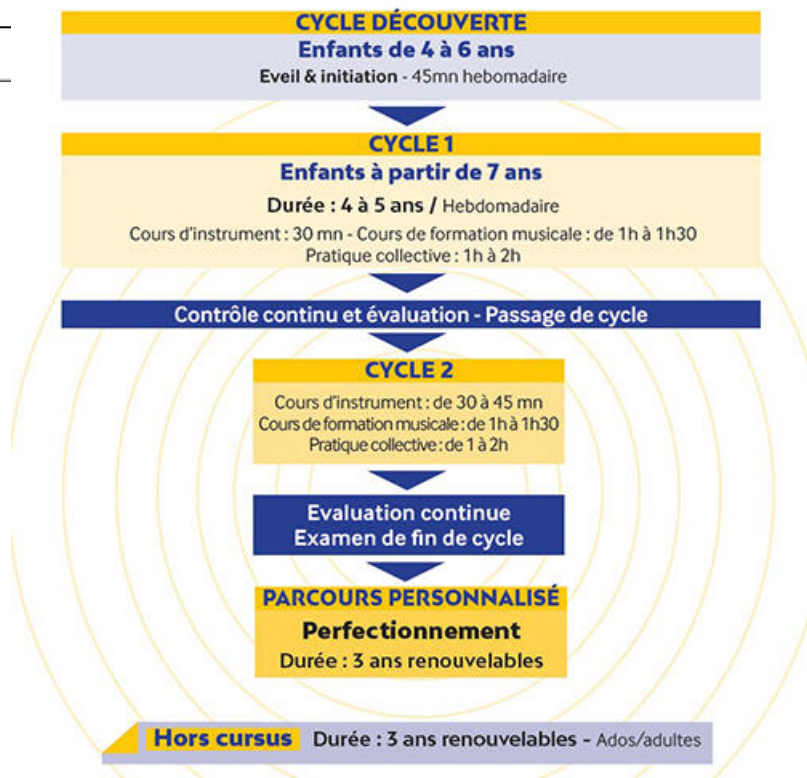 CYCLE DÉCOUVERTE
Enfants de 4 à 6 ans
Eveil & initiation - 45mn hebomadaire
CYCLE 1
Enfants à partir de 7 ans
Durée : 4 à 5 ans / Hebdomadaire
Cours d'instrument : 30 mn - Cours de formation musicale : de 1h à 1h30
Pratique collective : 1h à 2h
Contrôle continu et évaluation - Passage de cycle
CYCLE 2
Cours d'instrument : de 30 à 45 mn
Cours de formation musicale : de 1h à 1h30
Pratique collective : de 1 à 2h
Evaluation continue
Examen de fin de cycle
PARCOURS PERSONNALISÉ
Perfectionnement
Durée : 3 ans renouvelables
Hors cursus Durée : 3 ans renouvelables - Ados/adultes